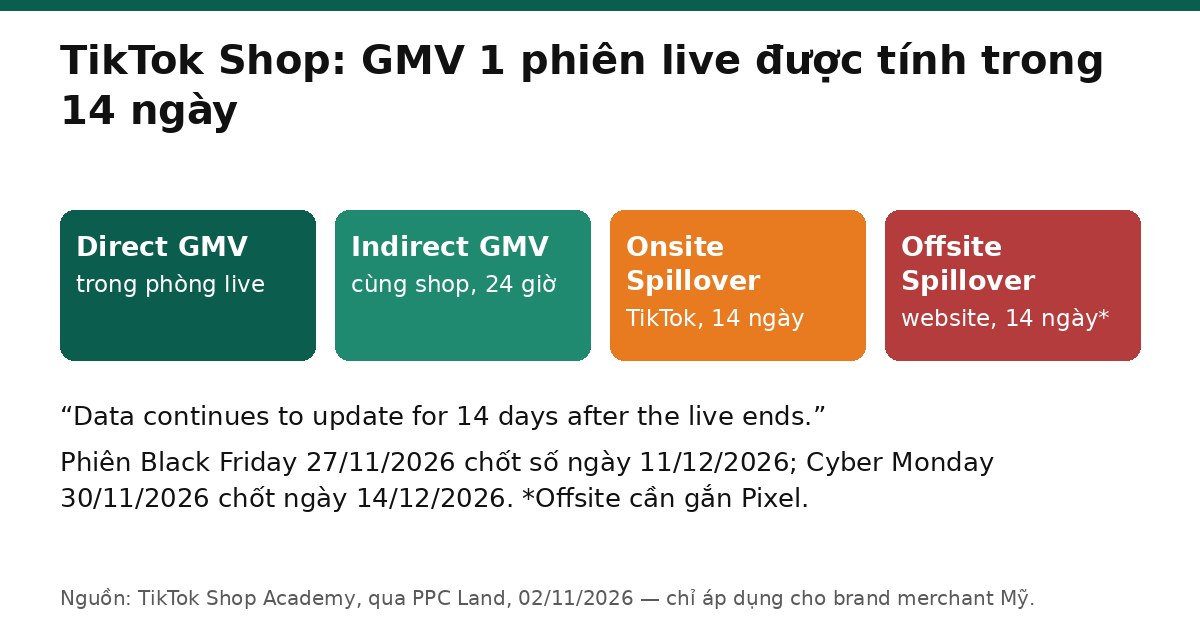 TikTok Shop: GMV 1 phiên live được tính trong
14 ngày
Direct GMV
trong phòng live
Indirect GMV
cùng shop, 24 giờ
Onsite
Spillover
TikTok, 14 ngày
Offsite
Spillover
website, 14 ngày*
“Data continues to update for 14 days after the live ends.”
Phiên Black Friday 27/11/2026 chốt số ngày 11/12/2026; Cyber Monday
30/11/2026 chốt ngày 14/12/2026. *Offsite cần gắn Pixel.
Nguồn: TikTok Shop Academy, qua PPC Land, 02/11/2026 — chỉ áp dụng cho brand merchant Mỹ.